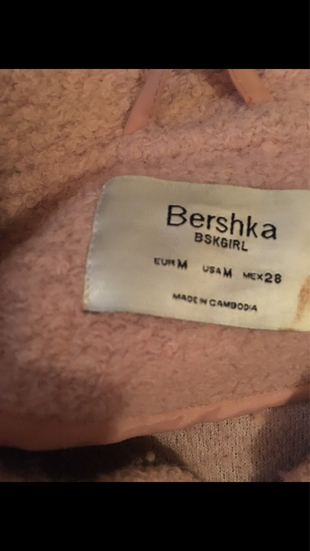 Bershka
BSKGIRL
EUR M USA M MEX 28
MADE IN CAMBODIA